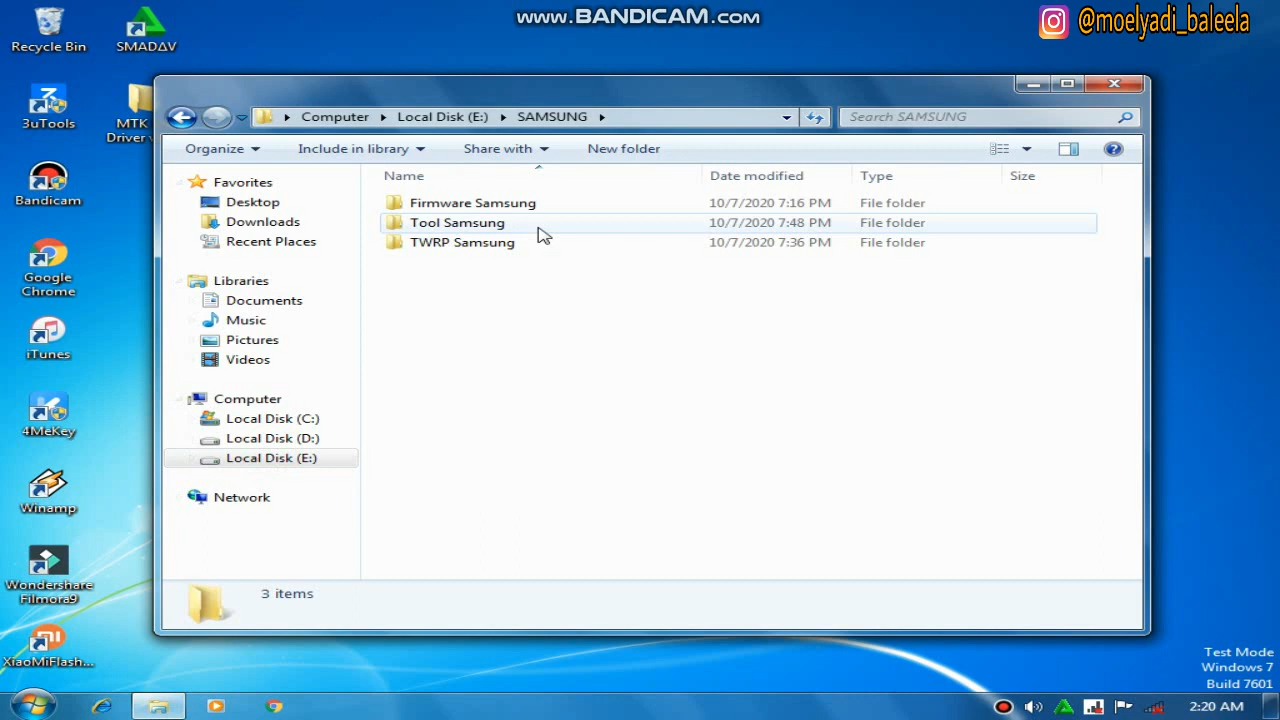 www.BANDICAM.com
@moelyadi_baleela
Recycle Bin
SMADΔV
3uTools
MTK
Driver v
Bandicam
Google
Chrome
iTunes
4MeKey
Winamp
Wondershare
Filmora9
XiaoMiFlash...
Computer
Local Disk (E:)
SAMSUNG
Search SAMSUNG
Organize
Include in library
Share with
New folder
Favorites
Desktop
Downloads
Recent Places
Libraries
Documents
Music
Pictures
Videos
Computer
Local Disk (C:)
Local Disk (D:)
Local Disk (E:)
Network
Name Date modified Type Size
Firmware Samsung 10/7/2020 7:16 PM File folder
Tool Samsung 10/7/2020 7:48 PM File folder
TWRP Samsung 10/7/2020 7:36 PM File folder
3 items
Test Mode
Windows 7
Build 7601
2:20 AM